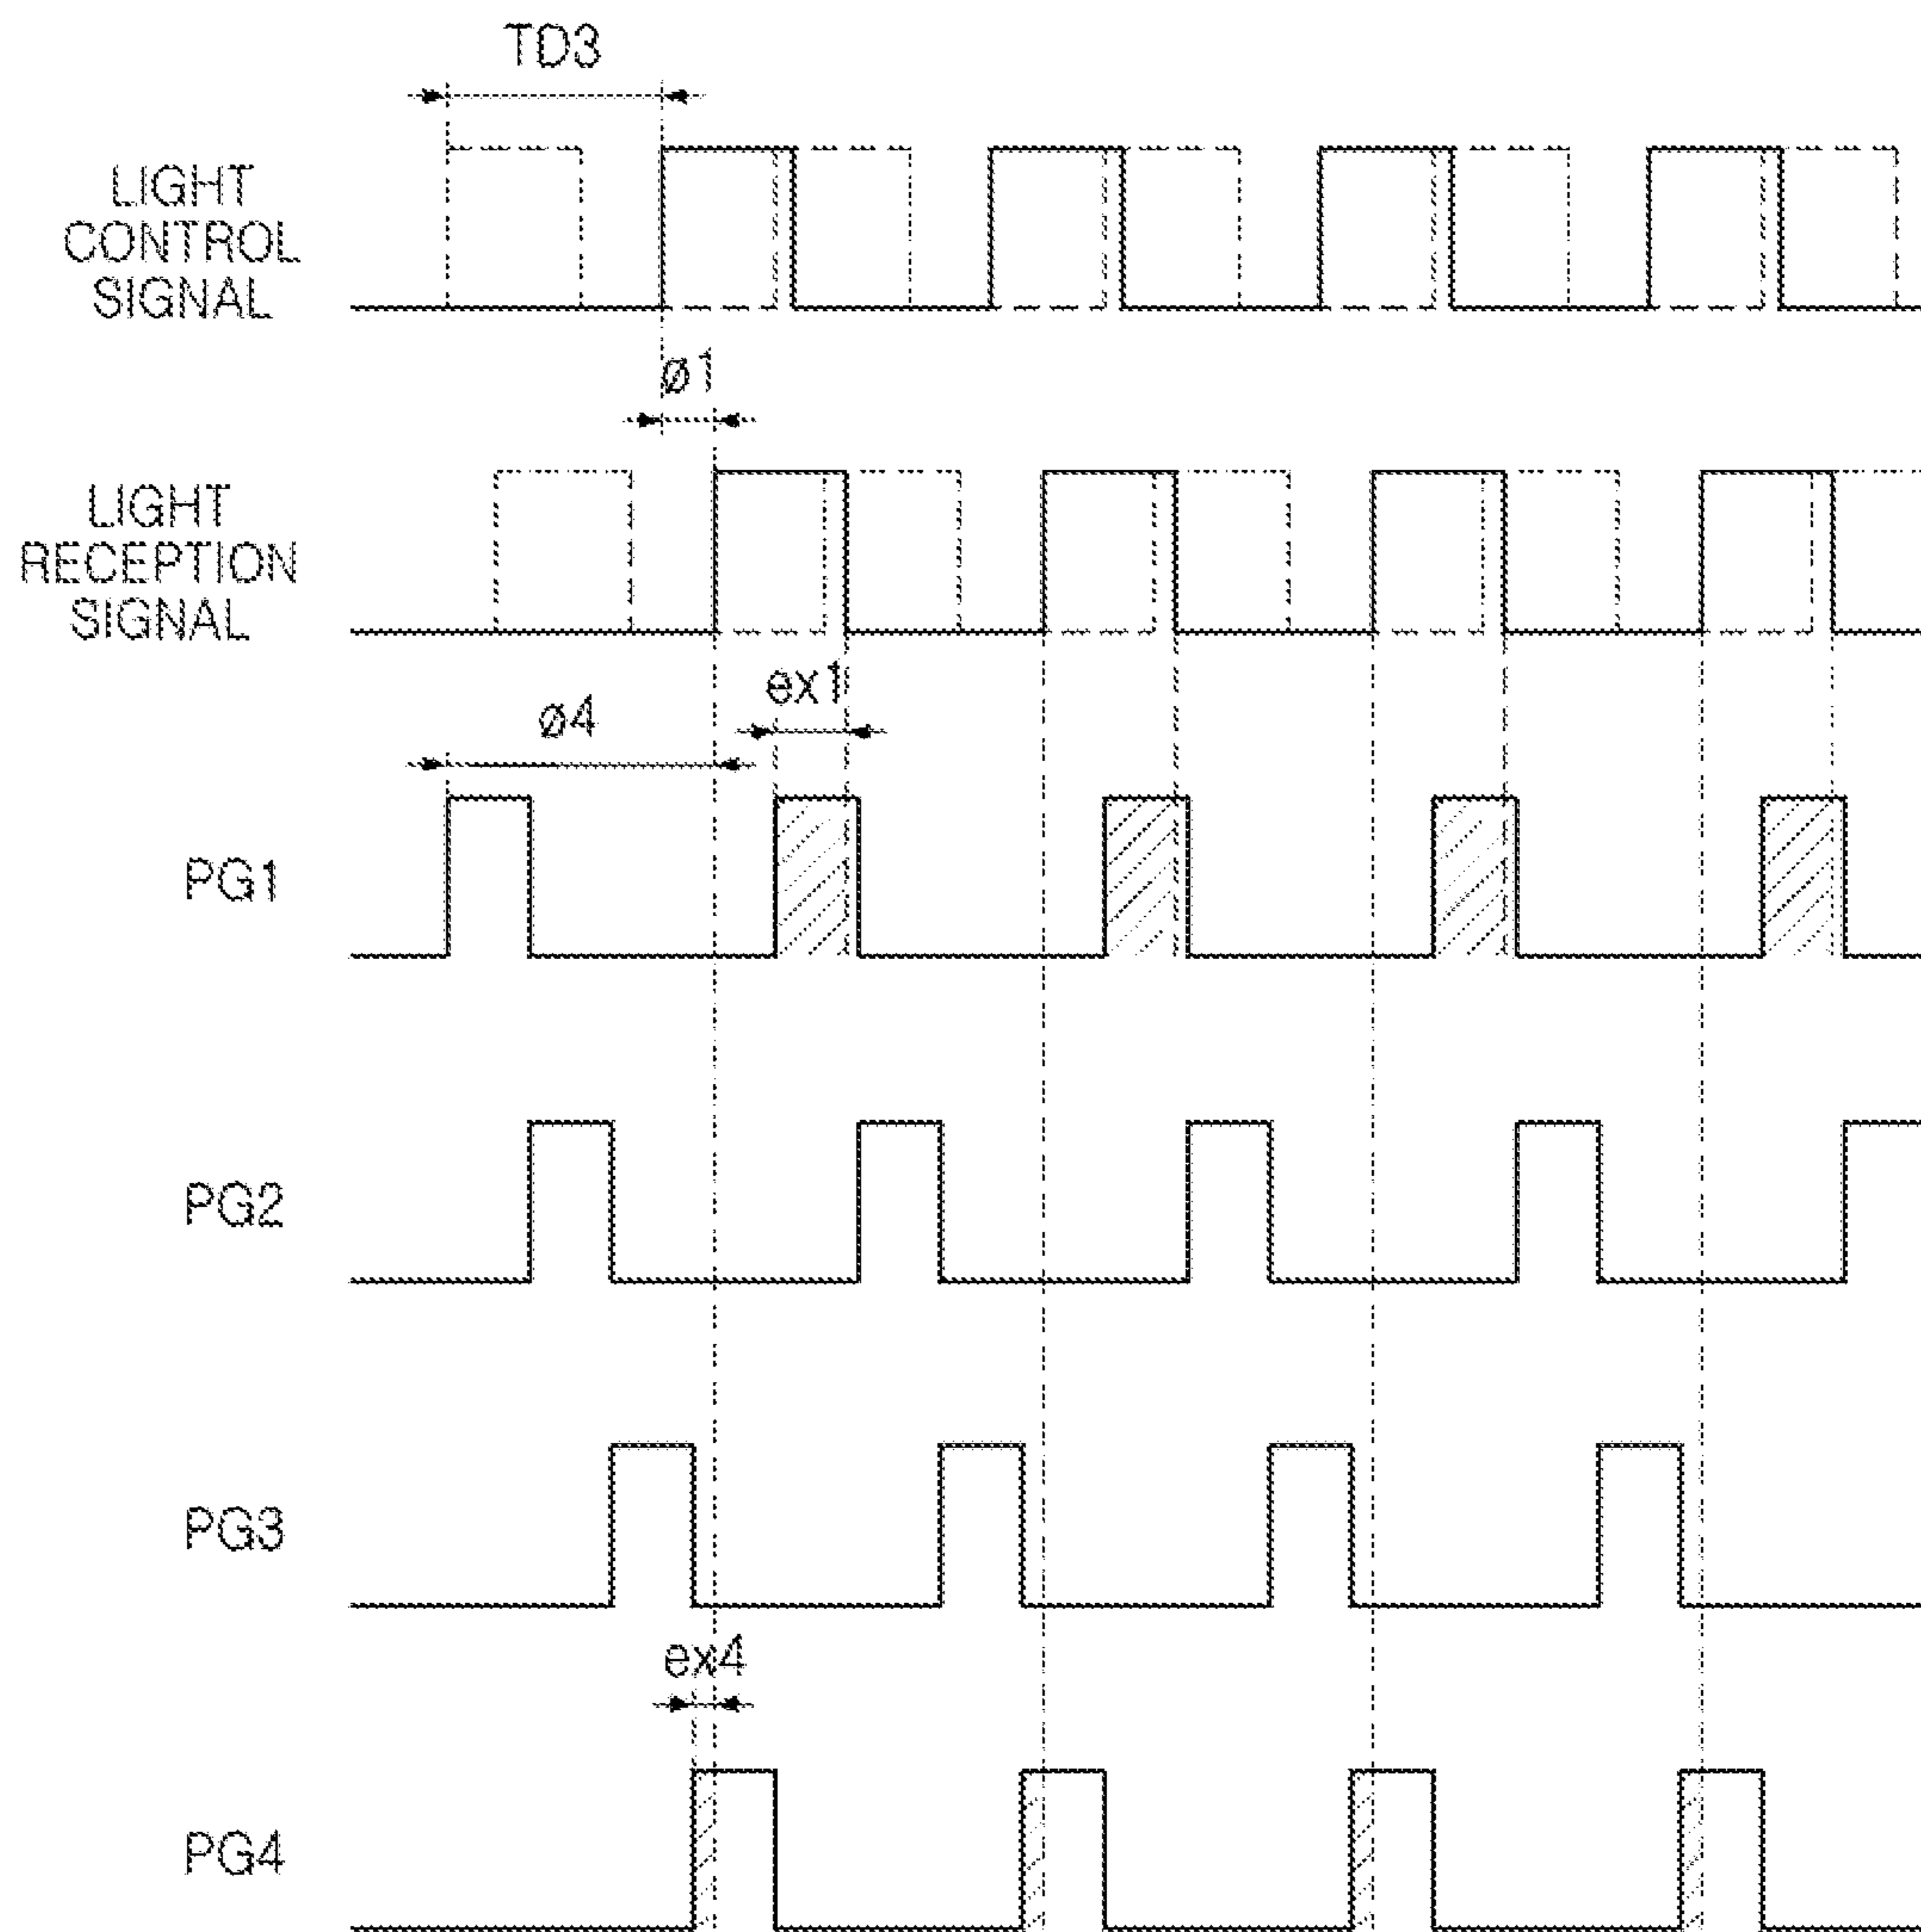 TD3
LIGHT
CONTROL
SIGNAL
ø1
LIGHT
RECEPTION
SIGNAL
ex1
ø4
PG1
PG2
PG3
ex4
PG4